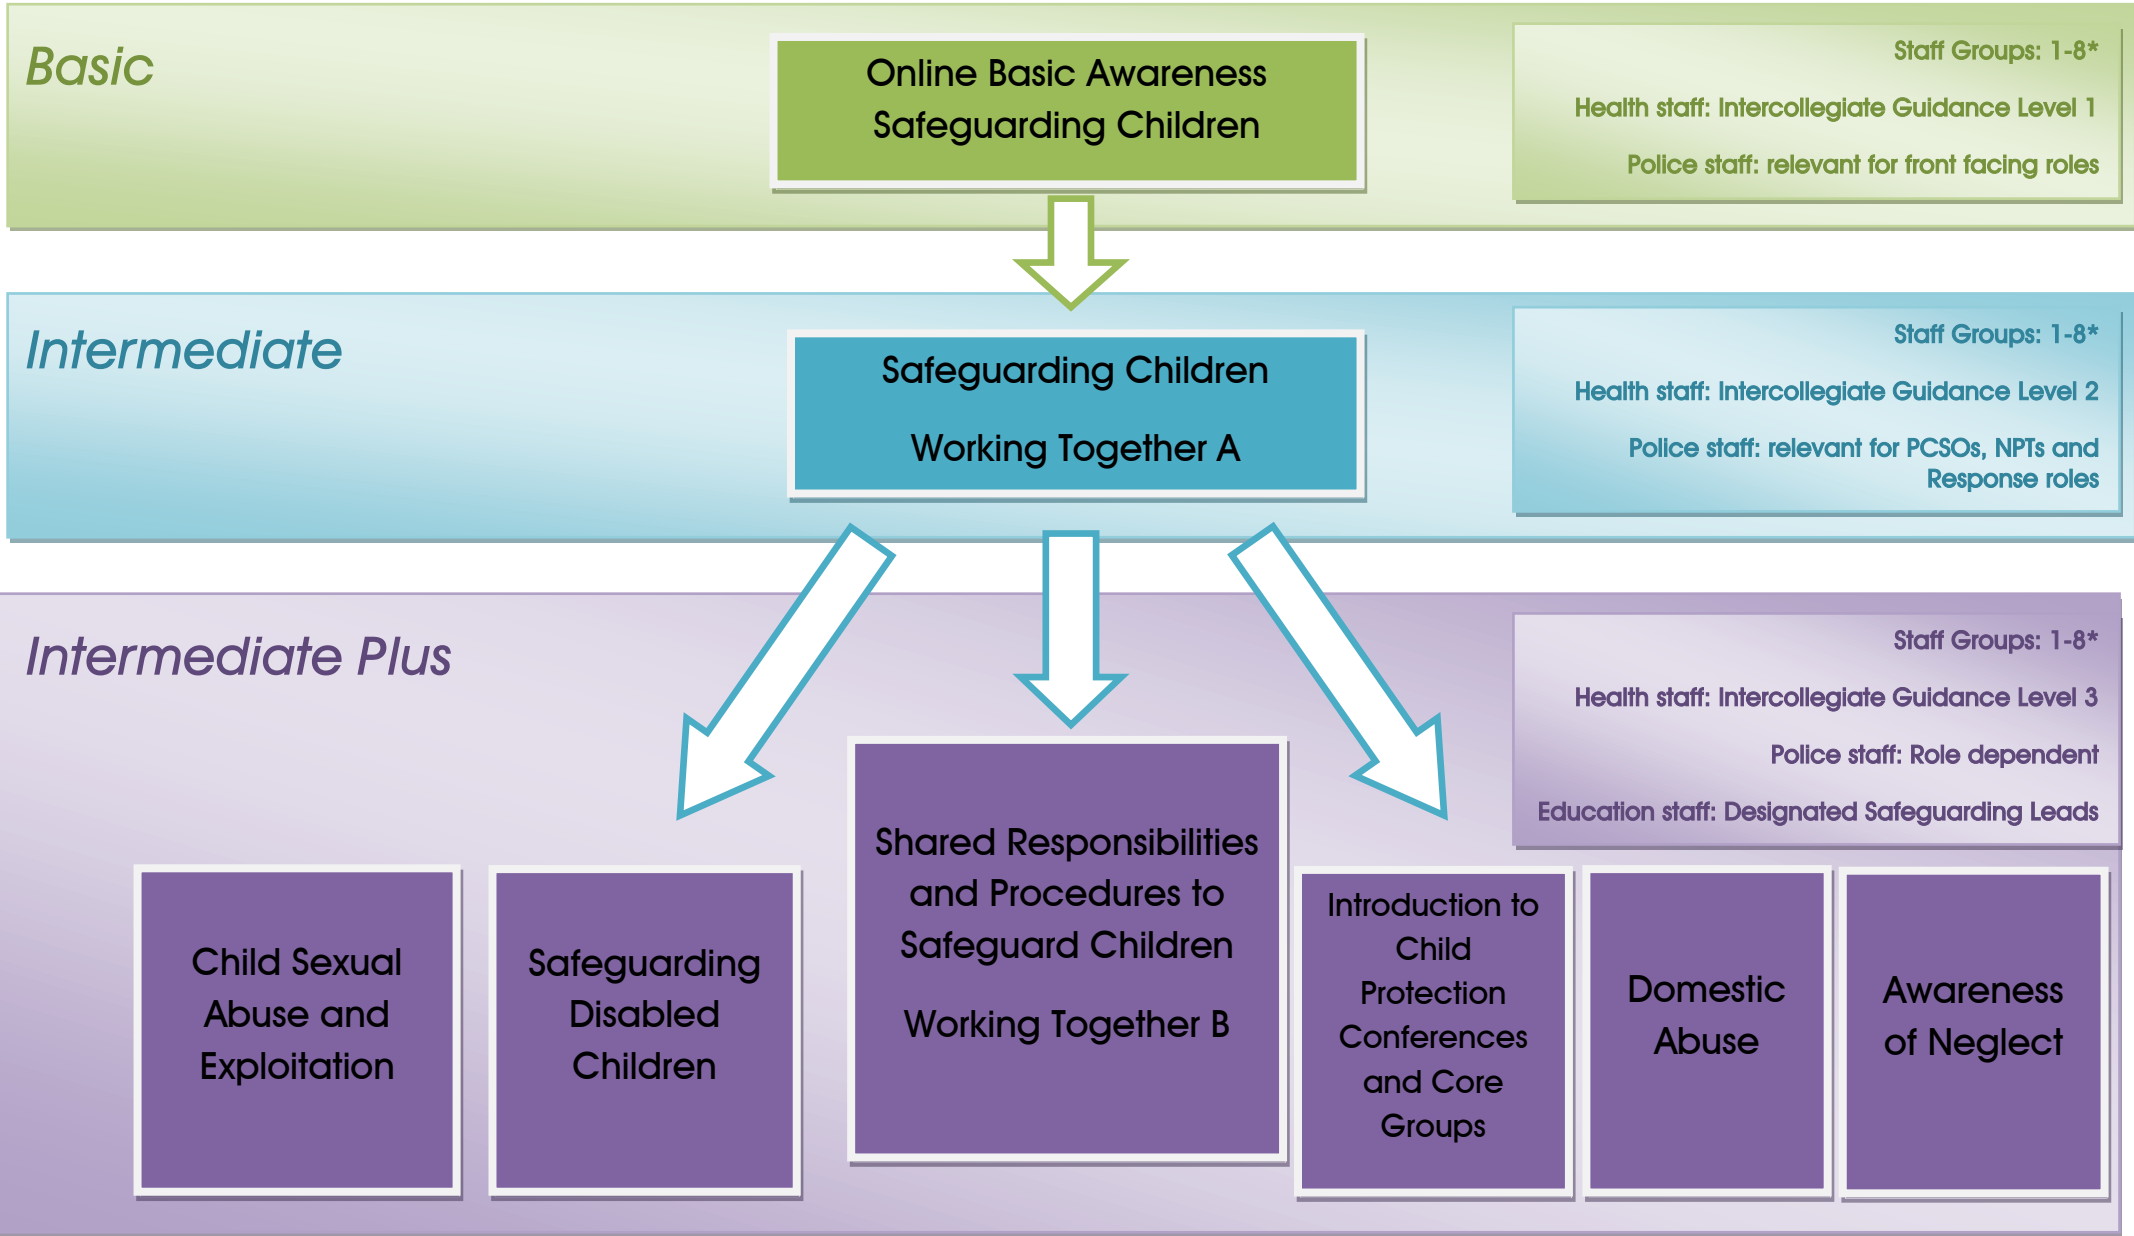 Basic
Online Basic Awareness
Safeguarding Children
Staff Groups: 1-8*
Health staff: Intercollegiate Guidance Level 1
Police staff: relevant for front facing roles
Intermediate
Safeguarding Children
Working Together A
Staff Groups: 1-8*
Health staff: Intercollegiate Guidance Level 2
Police staff: relevant for PCSOs, NPTs and
Response roles
Intermediate Plus
Staff Groups: 1-8*
Health staff: Intercollegiate Guidance Level 3
Police staff: Role dependent
Education staff: Designated Safeguarding Leads
Child Sexual
Abuse and
Exploitation
Safeguarding
Disabled
Children
Shared Responsibilities
and Procedures to
Safeguard Children
Working Together B
Introduction to
Child
Protection
Conferences
and Core
Groups
Domestic
Abuse
Awareness
of Neglect